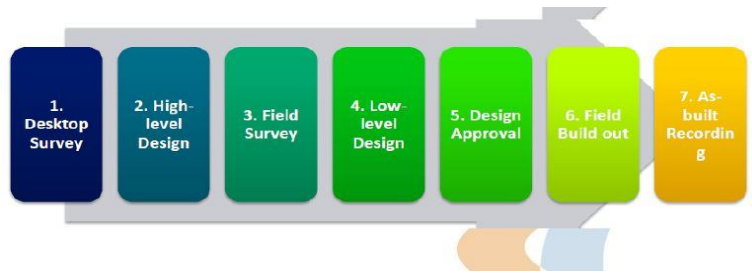 1.
Desktop
Survey
2. High-
level
Design
3. Field
Survey
4. Low-
level
Design
5. Design
Approval
6. Field
Build out
7. As-
built
Recordin
g